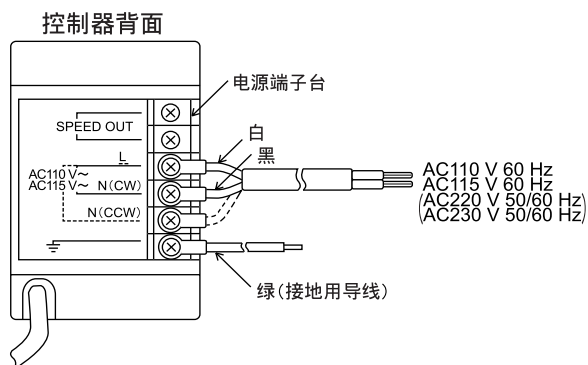 控制器背面
电源端子台
SPEED OUT
白
L
黑
AC110 V~
AC115 V~
N(CW)
N(CCW)
AC110 V 60 Hz
AC115 V 60 Hz
(AC220 V 50/60 Hz)
(AC230 V 50/60 Hz)
绿(接地用导线)